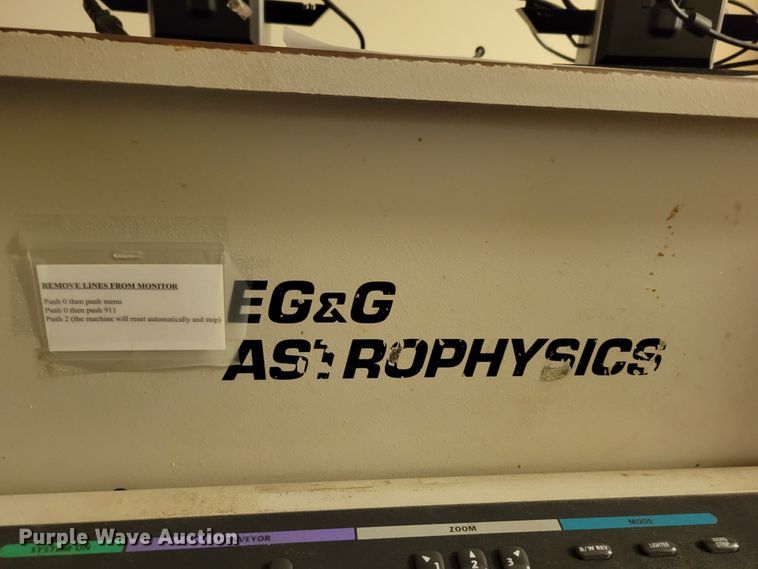 REMOVE LINES FROM MONITOR
Push 0 then push menu
Push 0 then push 911
Push 2 (the machine will reset automatically and stop)
EG&G
ASTROPHYSICS
SYSTEM ON
VEYOR
ZOOM
MODE
1
2
3
B/W REV
LIGHTER
Purple Wave Auction